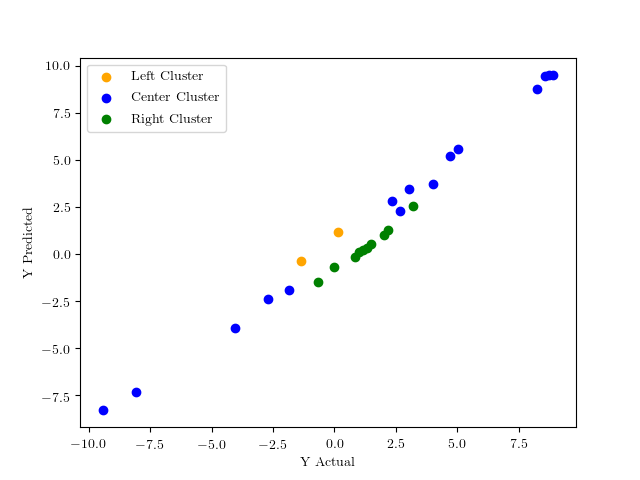 Left Cluster
Center Cluster
Right Cluster
10.0
7.5
5.0
2.5
0.0
−2.5
−5.0
−7.5
Y Predicted
−10.0 −7.5 −5.0 −2.5 0.0 2.5 5.0 7.5
Y Actual